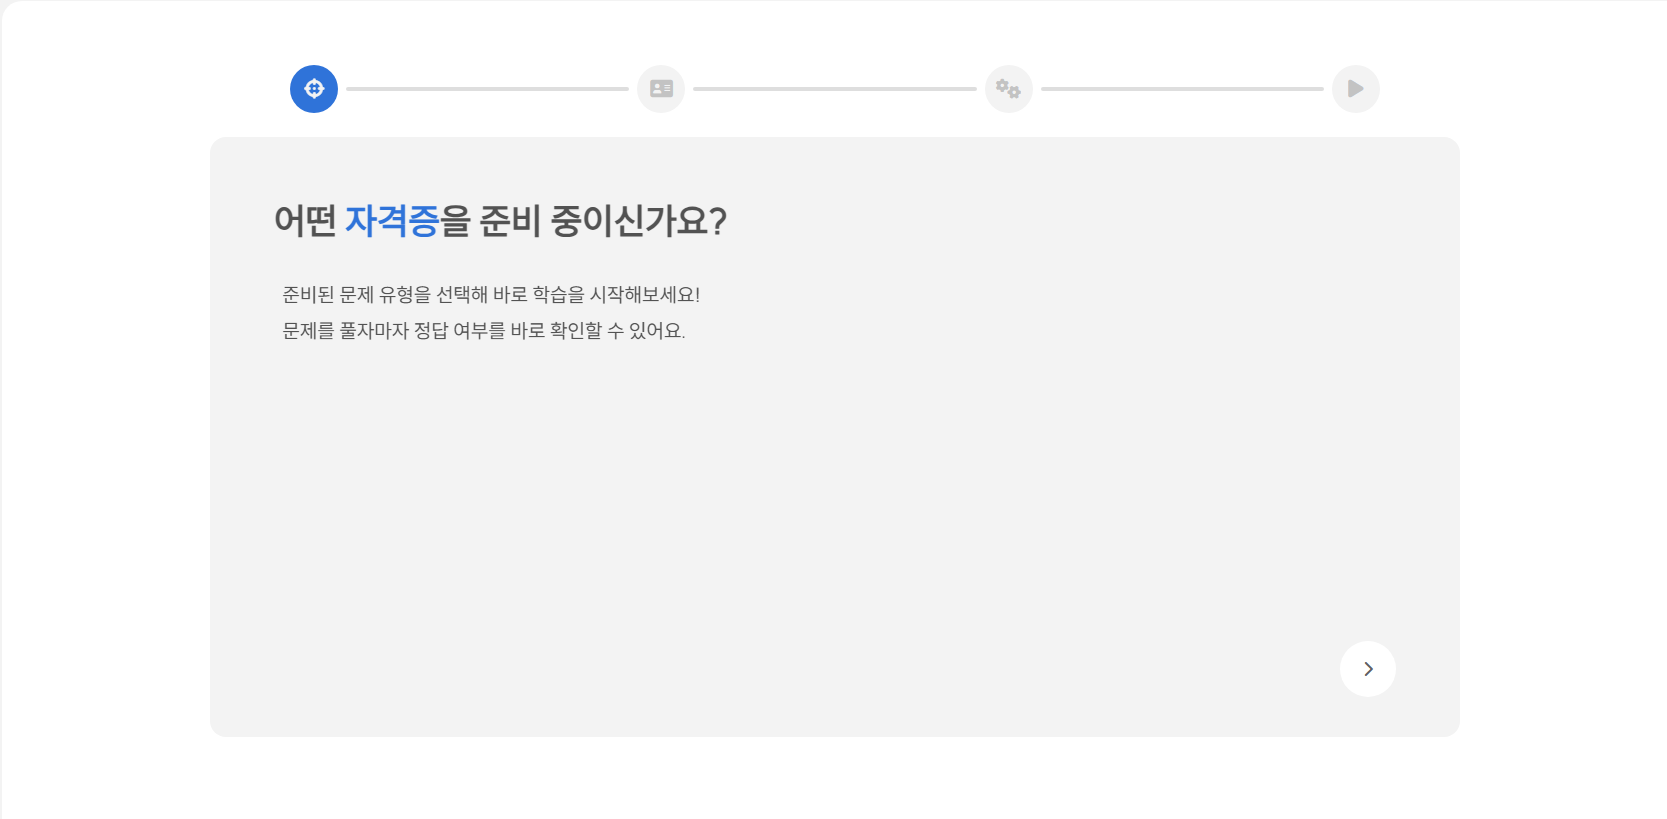 어떤 자격증을 준비 중이신가요?
준비된 문제 유형을 선택해 바로 학습을 시작해보세요!
문제를 풀자마자 정답 여부를 바로 확인할 수 있어요.